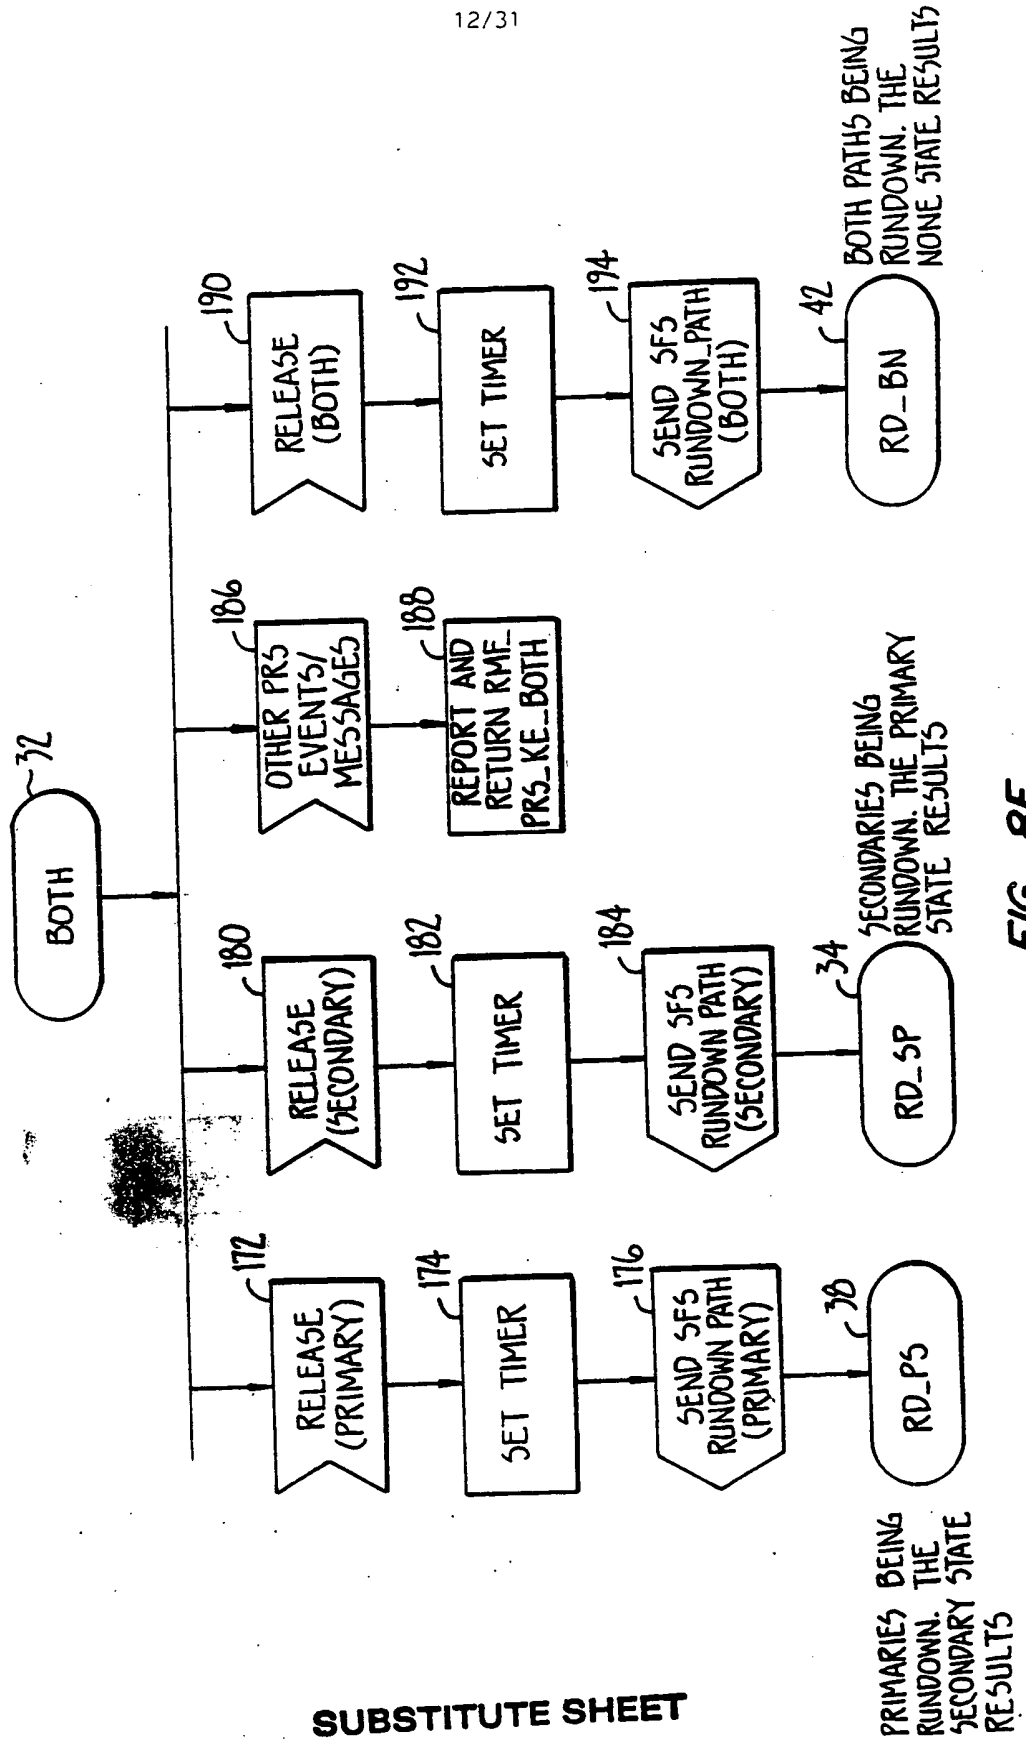 12/31
BOTH
32
RELEASE
(PRIMARY)
172
SET TIMER
174
SEND SFS
RUNDOWN PATH
(PRIMARY)
176
RD_PS
38
PRIMARIES BEING
RUNDOWN. THE
SECONDARY STATE
RESULTS
RELEASE
(SECONDARY)
180
SET TIMER
182
SEND SFS
RUNDOWN PATH
(SECONDARY)
184
RD_SP
34
SECONDARIES BEING
RUNDOWN. THE PRIMARY
STATE RESULTS
OTHER PRS
EVENTS/
MESSAGES
186
REPORT AND
RETURN RMF_
PRS_KE_BOTH
188
RELEASE
(BOTH)
190
SET TIMER
192
SEND SFS
RUNDOWN_PATH
(BOTH)
194
RD_BN
42
BOTH PATHS BEING
RUNDOWN. THE
NONE STATE RESULTS
SUBSTITUTE SHEET